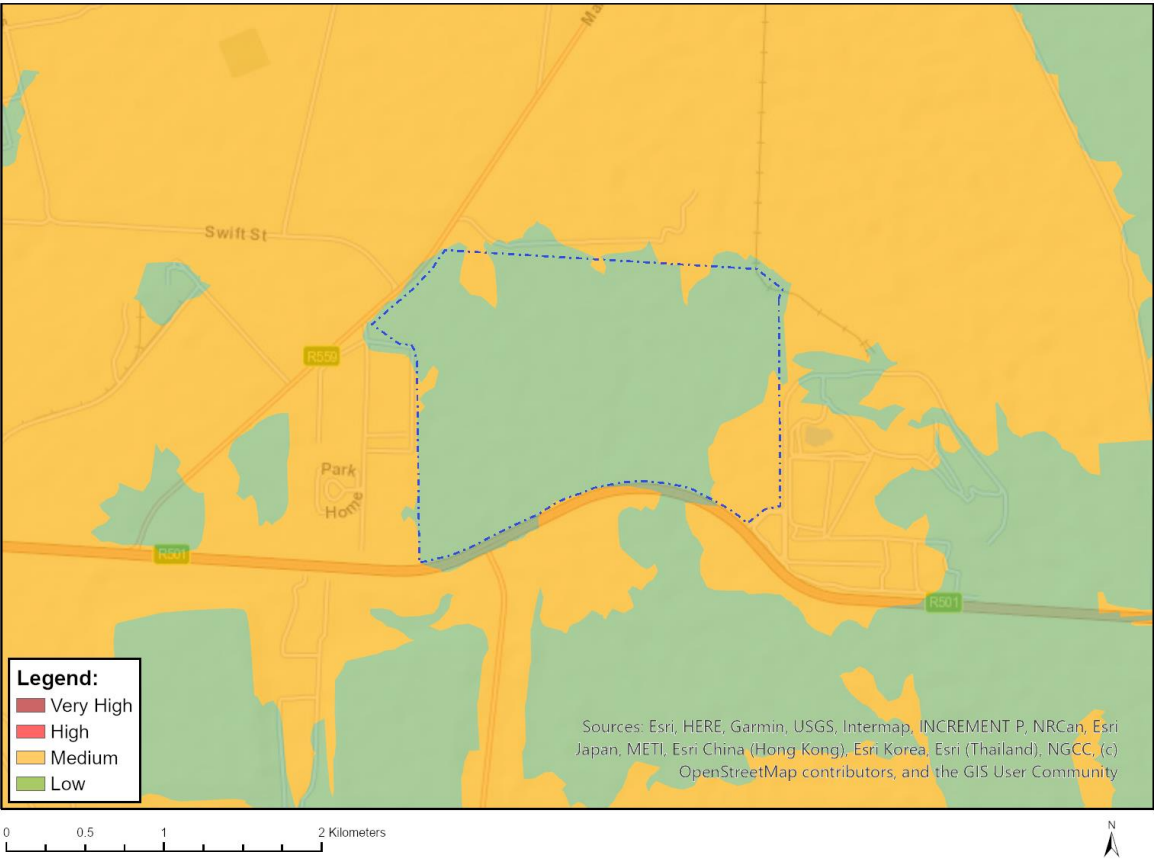 Ma
Swift St
R559
Park
Home
R501
R501
Legend:
Very High
High
Medium
Low
Sources: Esri, HERE, Garmin, USGS, Intermap, INCREMENT P, NRCan, Esri
Japan, METI, Esri China (Hong Kong), Esri Korea, Esri (Thailand), NGCC, (c)
OpenStreetMap contributors, and the GIS User Community
0 0.5 1 2 Kilometers
N